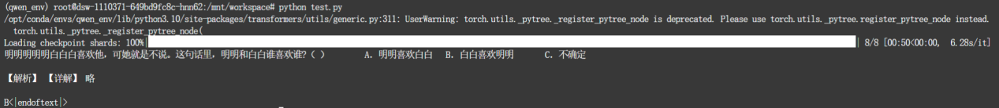 (qwen_env) root@dsw-1110371-649bd9fc8c-hnn62:/mnt/workspace# python test.py
/opt/conda/envs/qwen_env/lib/python3.10/site-packages/transformers/utils/generic.py:311: UserWarning: torch.utils._pytree._register_pytree_node is deprecated. Please use torch.utils._pytree.register_pytree_node instead.
  torch.utils._pytree._register_pytree_node(
Loading checkpoint shards: 100%| | 8/8 [00:50<00:00, 6.28s/it]
明明明明明白白白喜欢他，可她就是不说。这句话里，明明和白白谁喜欢谁?（ ） A. 明明喜欢白白 B. 白白喜欢明明 C. 不确定
【解析】 【详解】 略
B<|endoftext|>